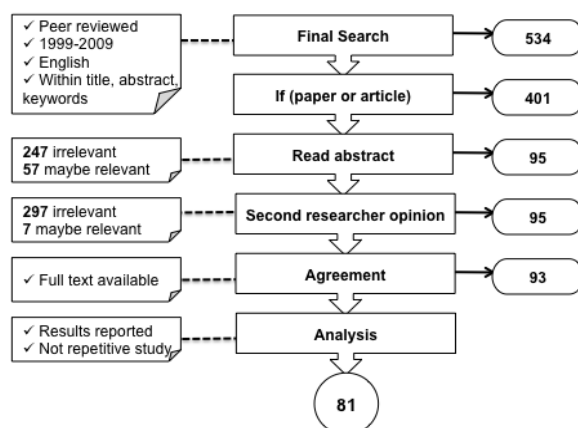 ✓ Peer reviewed
✓ 1999-2009
✓ English
✓ Within title, abstract,
keywords
Final Search
534
If (paper or article)
401
247 irrelevant
57 maybe relevant
Read abstract
95
297 irrelevant
7 maybe relevant
Second researcher opinion
95
✓ Full text available
Agreement
93
✓ Results reported
✓ Not repetitive study
Analysis
81